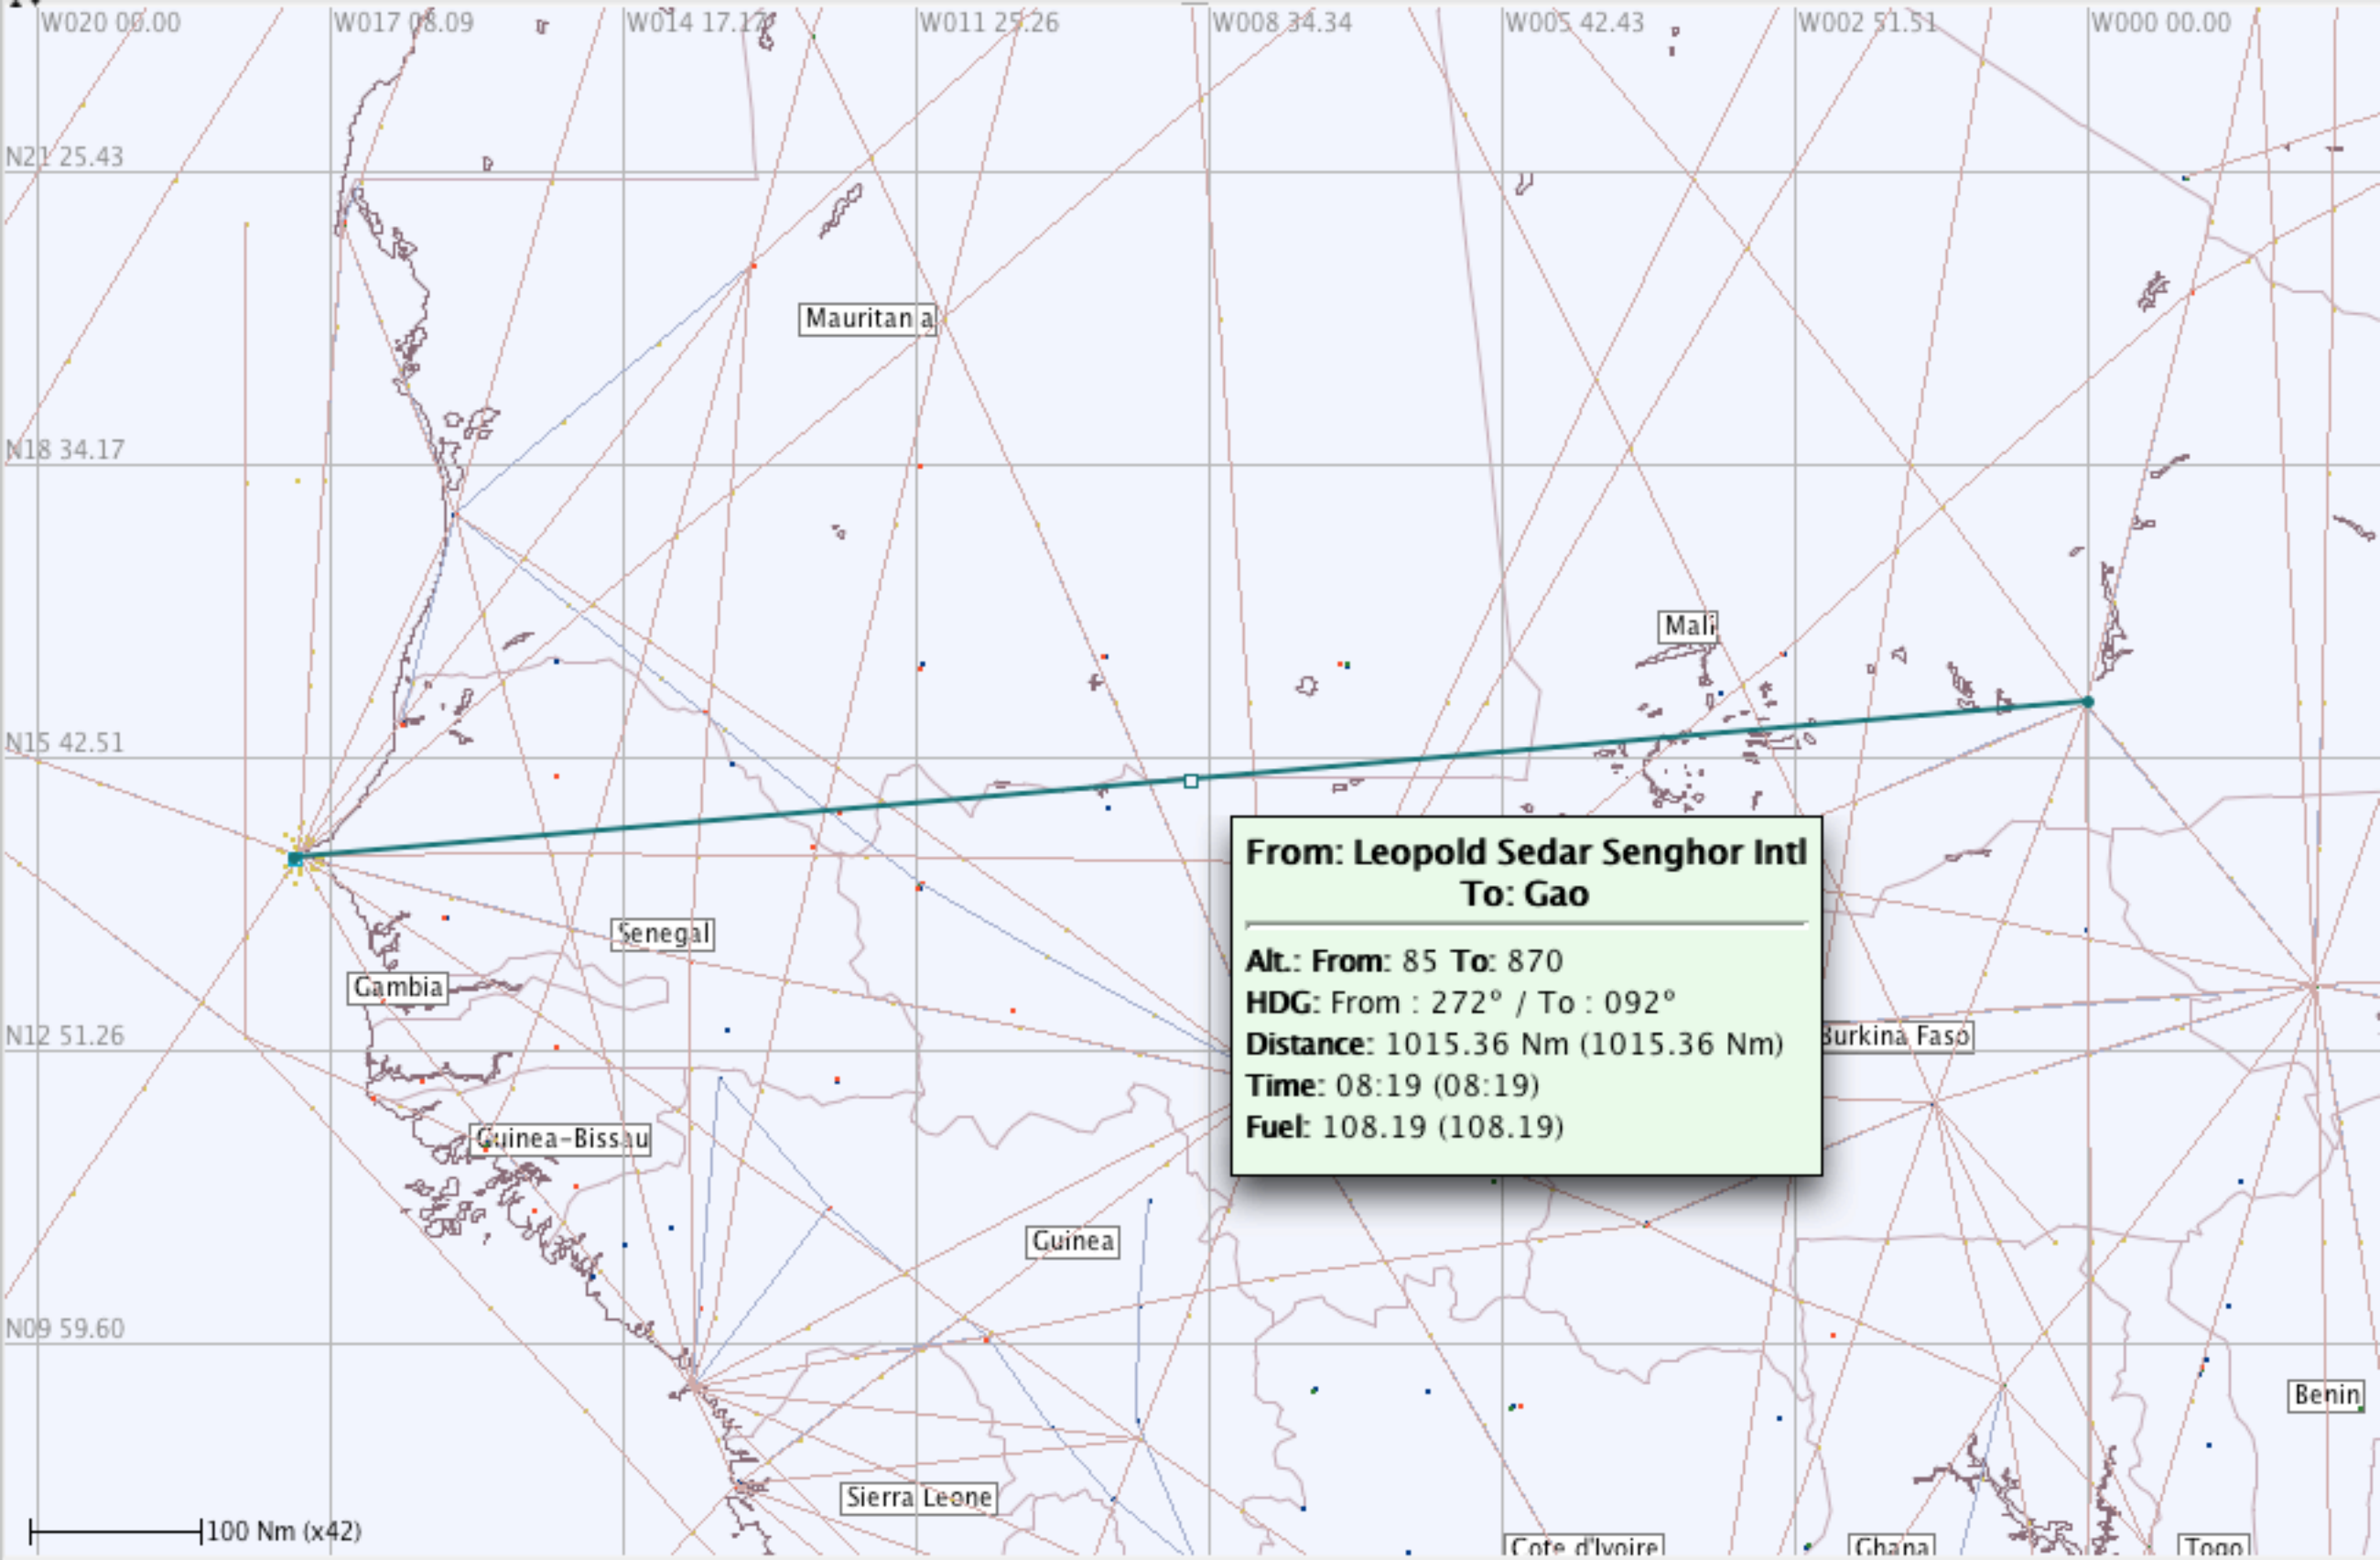 W020 00.00
W017 08.09
W014 17.17
W011 25.26
W008 34.34
W005 42.43
W002 51.51
W000 00.00
N21 25.43
Mauritania
N18 34.17
Mali
N15 42.51
From: Leopold Sedar Senghor Intl
To: Gao
Alt.: From: 85 To: 870
HDG: From : 272° / To : 092°
Distance: 1015.36 Nm (1015.36 Nm)
Time: 08:19 (08:19)
Fuel: 108.19 (108.19)
Senegal
Gambia
N12 51.26
Burkina Faso
Guinea-Bissau
Guinea
N09 59.60
Benin
Sierra Leone
100 Nm (x42)
Cote d'Ivoire
Ghana
Togo